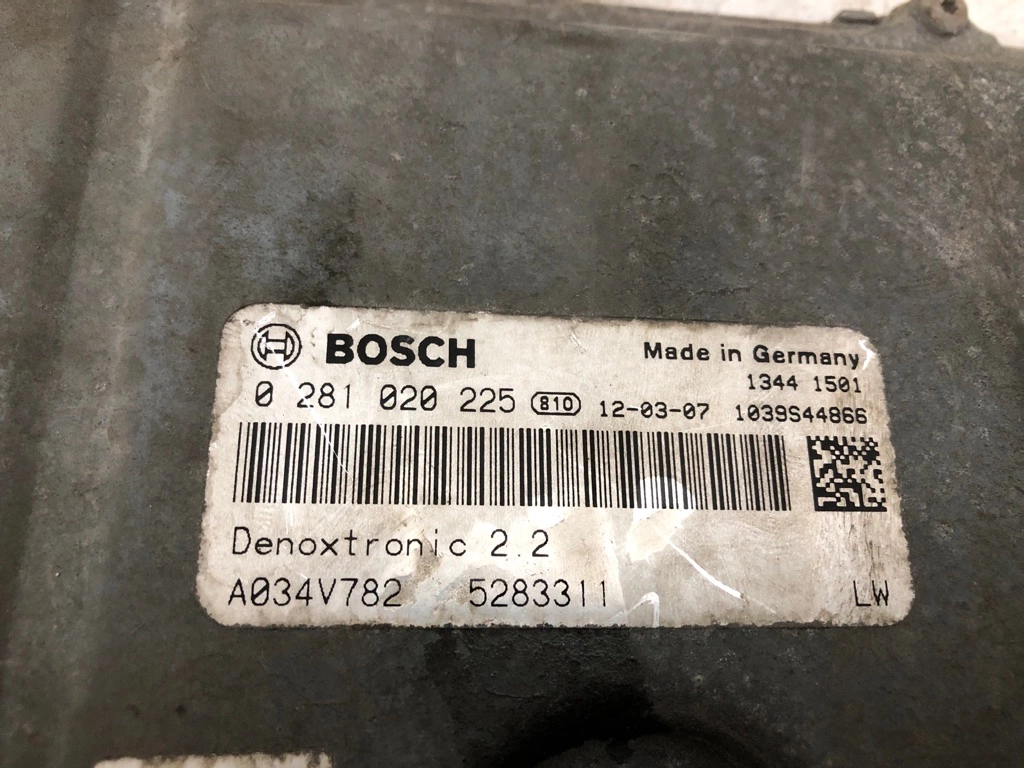 BOSCH Made in Germany
1344 1501
0 281 020 225 810 12-03-07 1039S44866
Denoxtronic 2.2
A034V782 5283311 LW